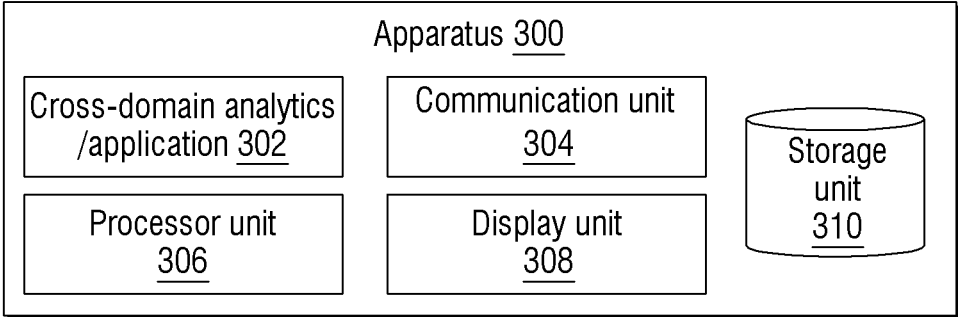 Apparatus 300
Cross-domain analytics
/application 302
Communication unit
304
Storage
unit
310
Processor unit
306
Display unit
308